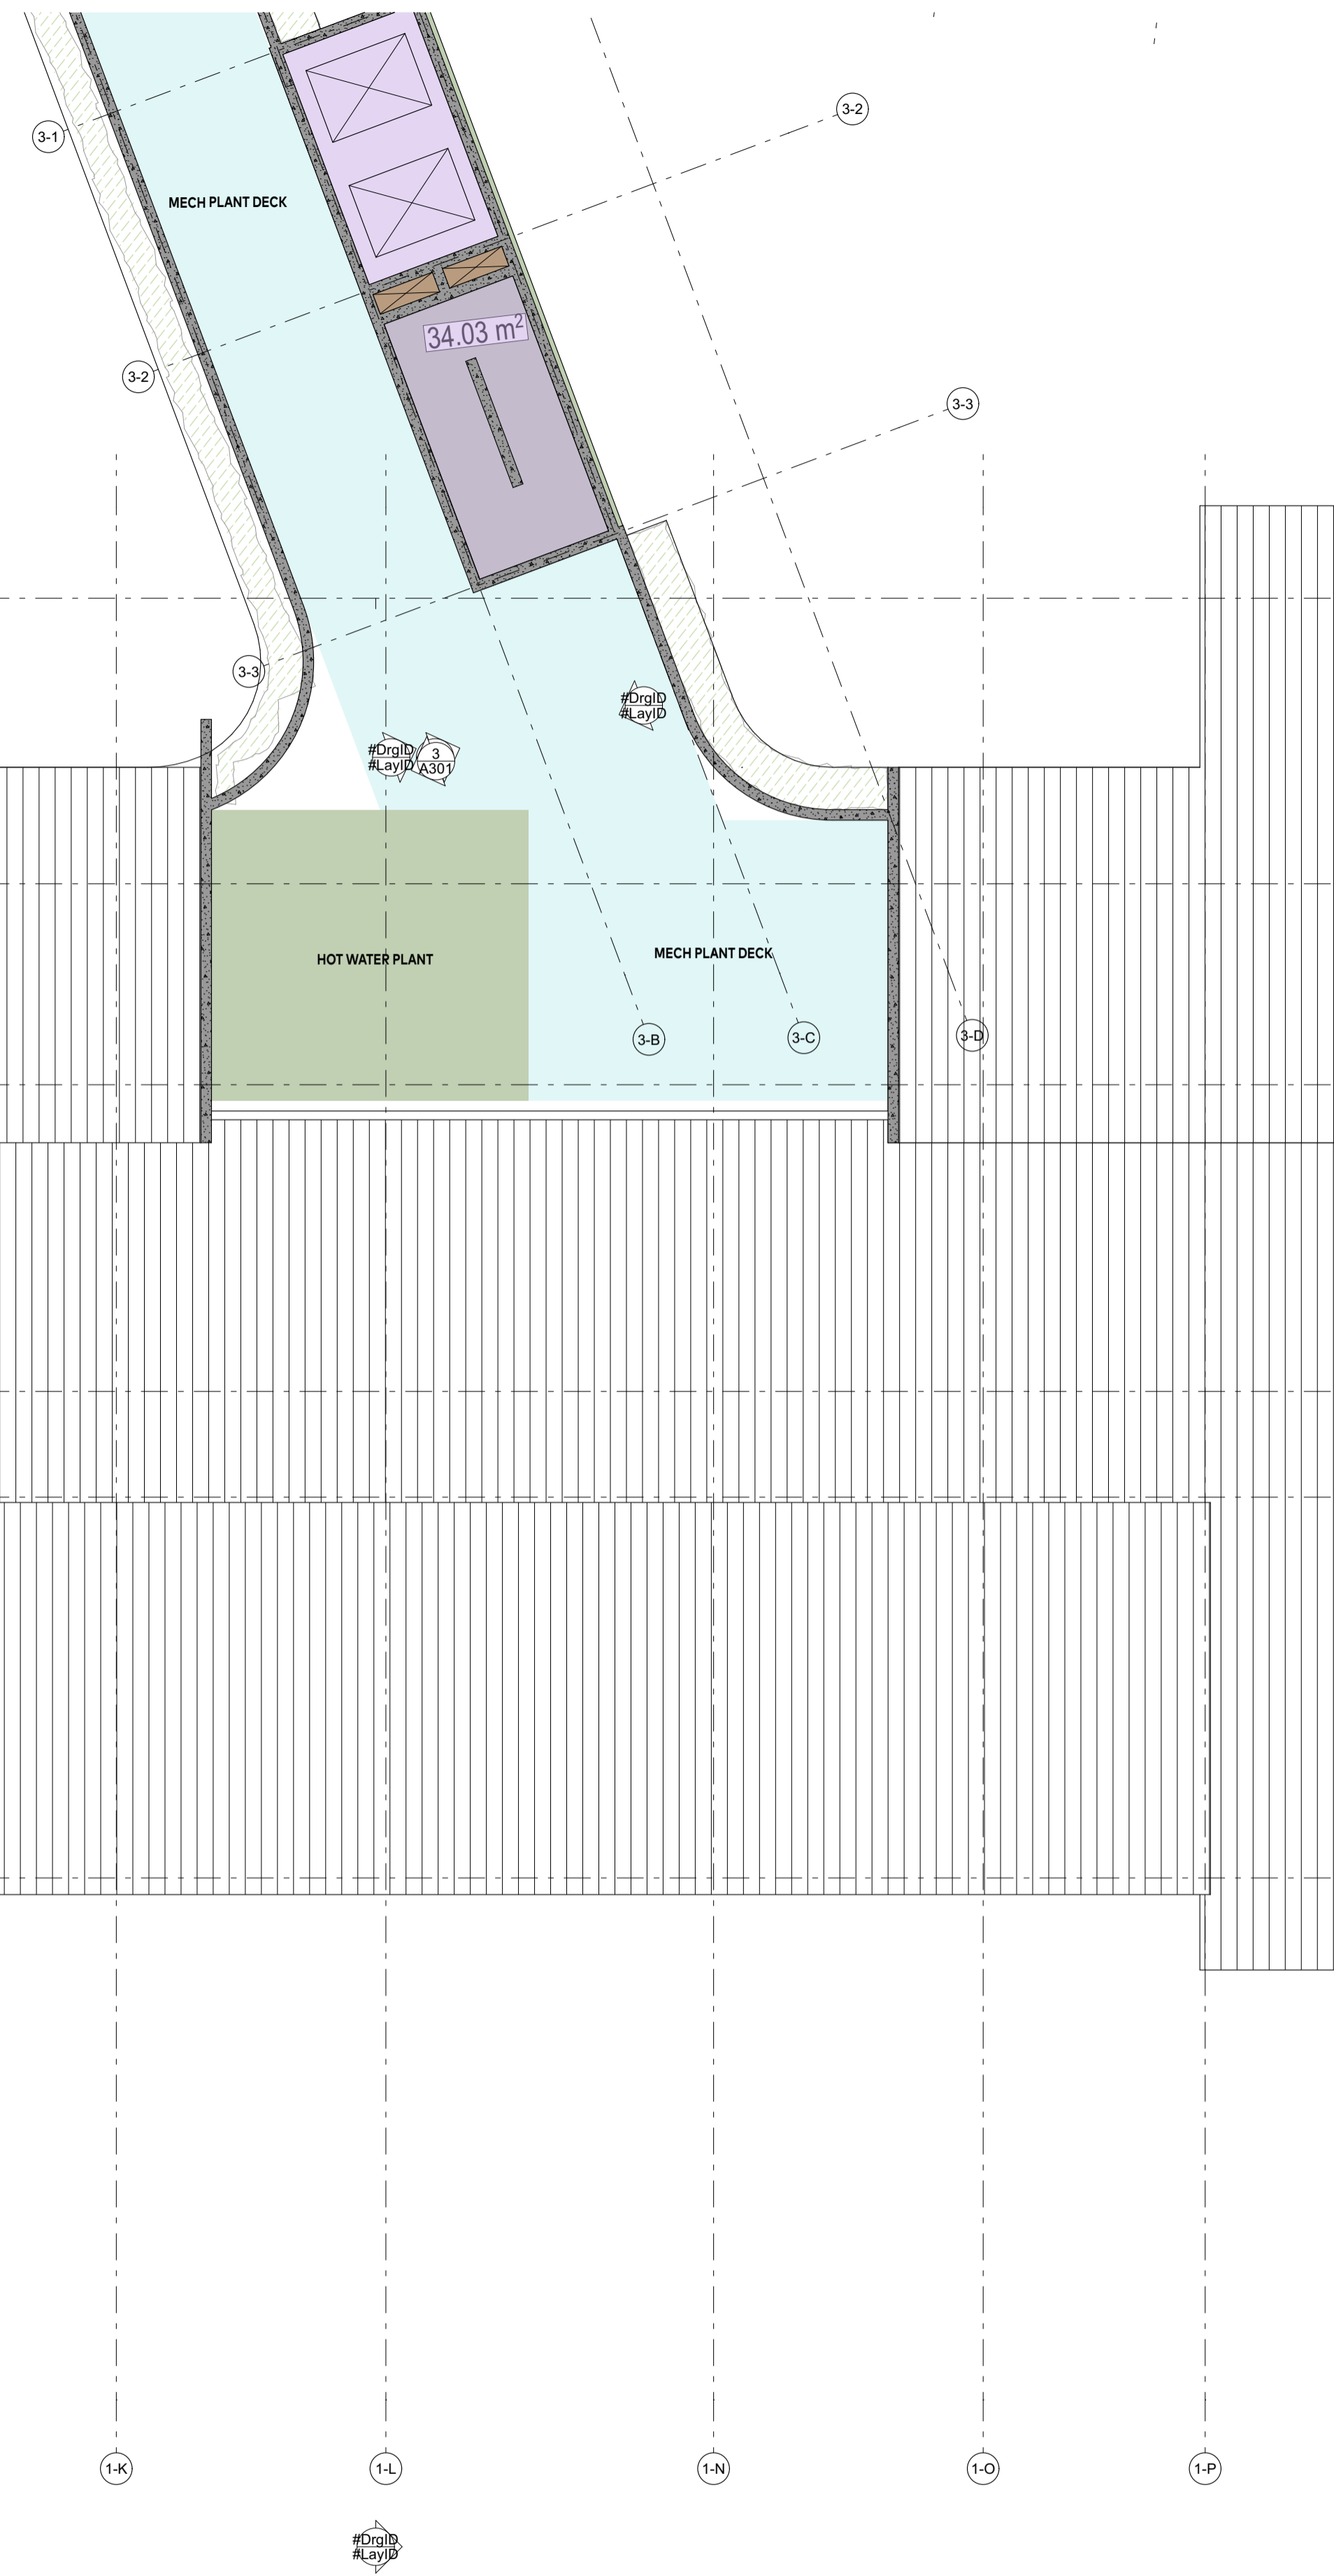 3-2
3-1
MECH PLANT DECK
34.03 m²
3-2
3-3
3-3
#DrgID
#LayID
#DrgID
#LayID
3
A301
HOT WATER PLANT
MECH PLANT DECK
3-B
3-C
3-D
1-K
1-L
1-N
1-O
1-P
#DrgID
#LayID